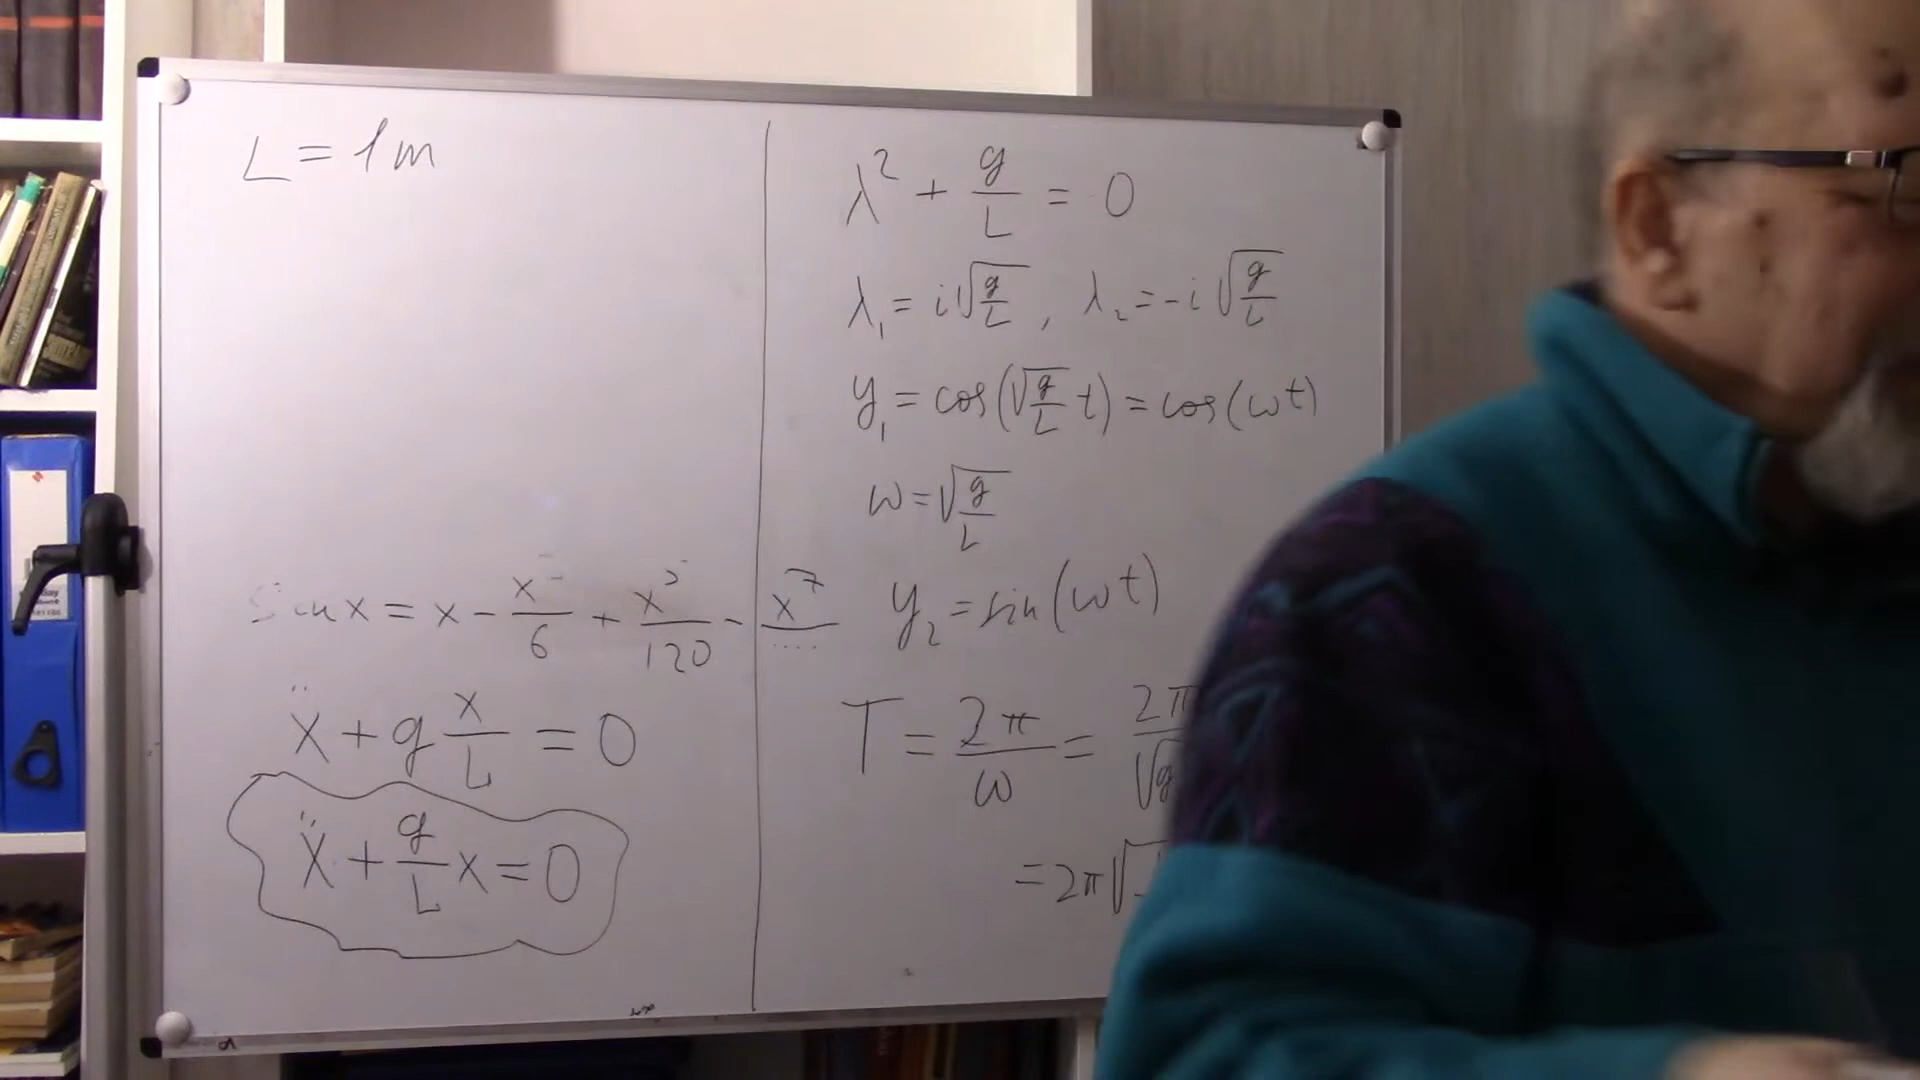 L = 1m
sin x = x - x/6 + x⁵/120 - x⁷/....
ẍ + g x/L = 0
ẍ + g/L x = 0
λ² + g/L = 0
λ₁ = i√(g/L) , λ₂ = -i √(g/L)
y₁ = cos(√(g/L) t) = cos(ωt)
ω = √(g/L)
y₂ = sin(ωt)
T = 2π/ω = 2π/√g
= 2π√